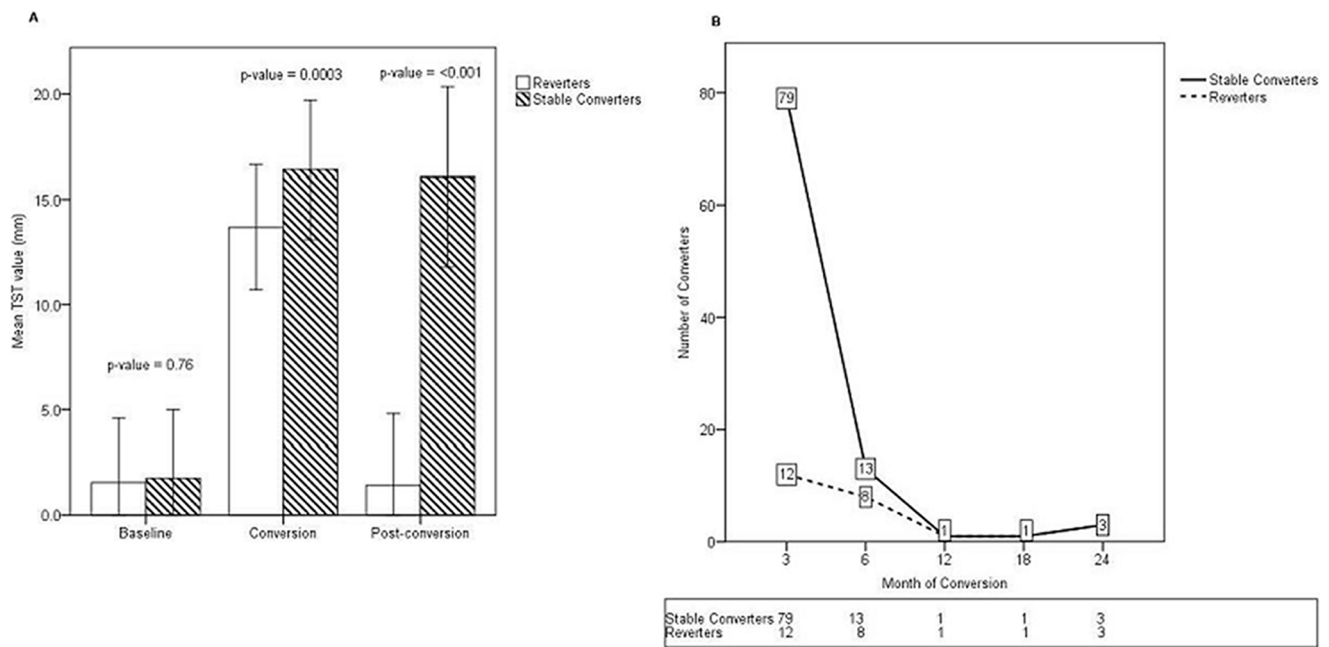 A
p-value = 0.0003
p-value = <0.001
p-value = 0.76
Reverters
Stable Converters
Mean TST value (mm)
20.0
15.0
10.0
5.0
0.0
Baseline Conversion Post-conversion
B
Stable Converters
Reverters
Number of Converters
80
60
40
20
0
79
12
13
8
1
1
3
3 6 12 18 24
Month of Conversion
Stable Converters 79 13 1 1 3
Reverters 12 8 1 1 3